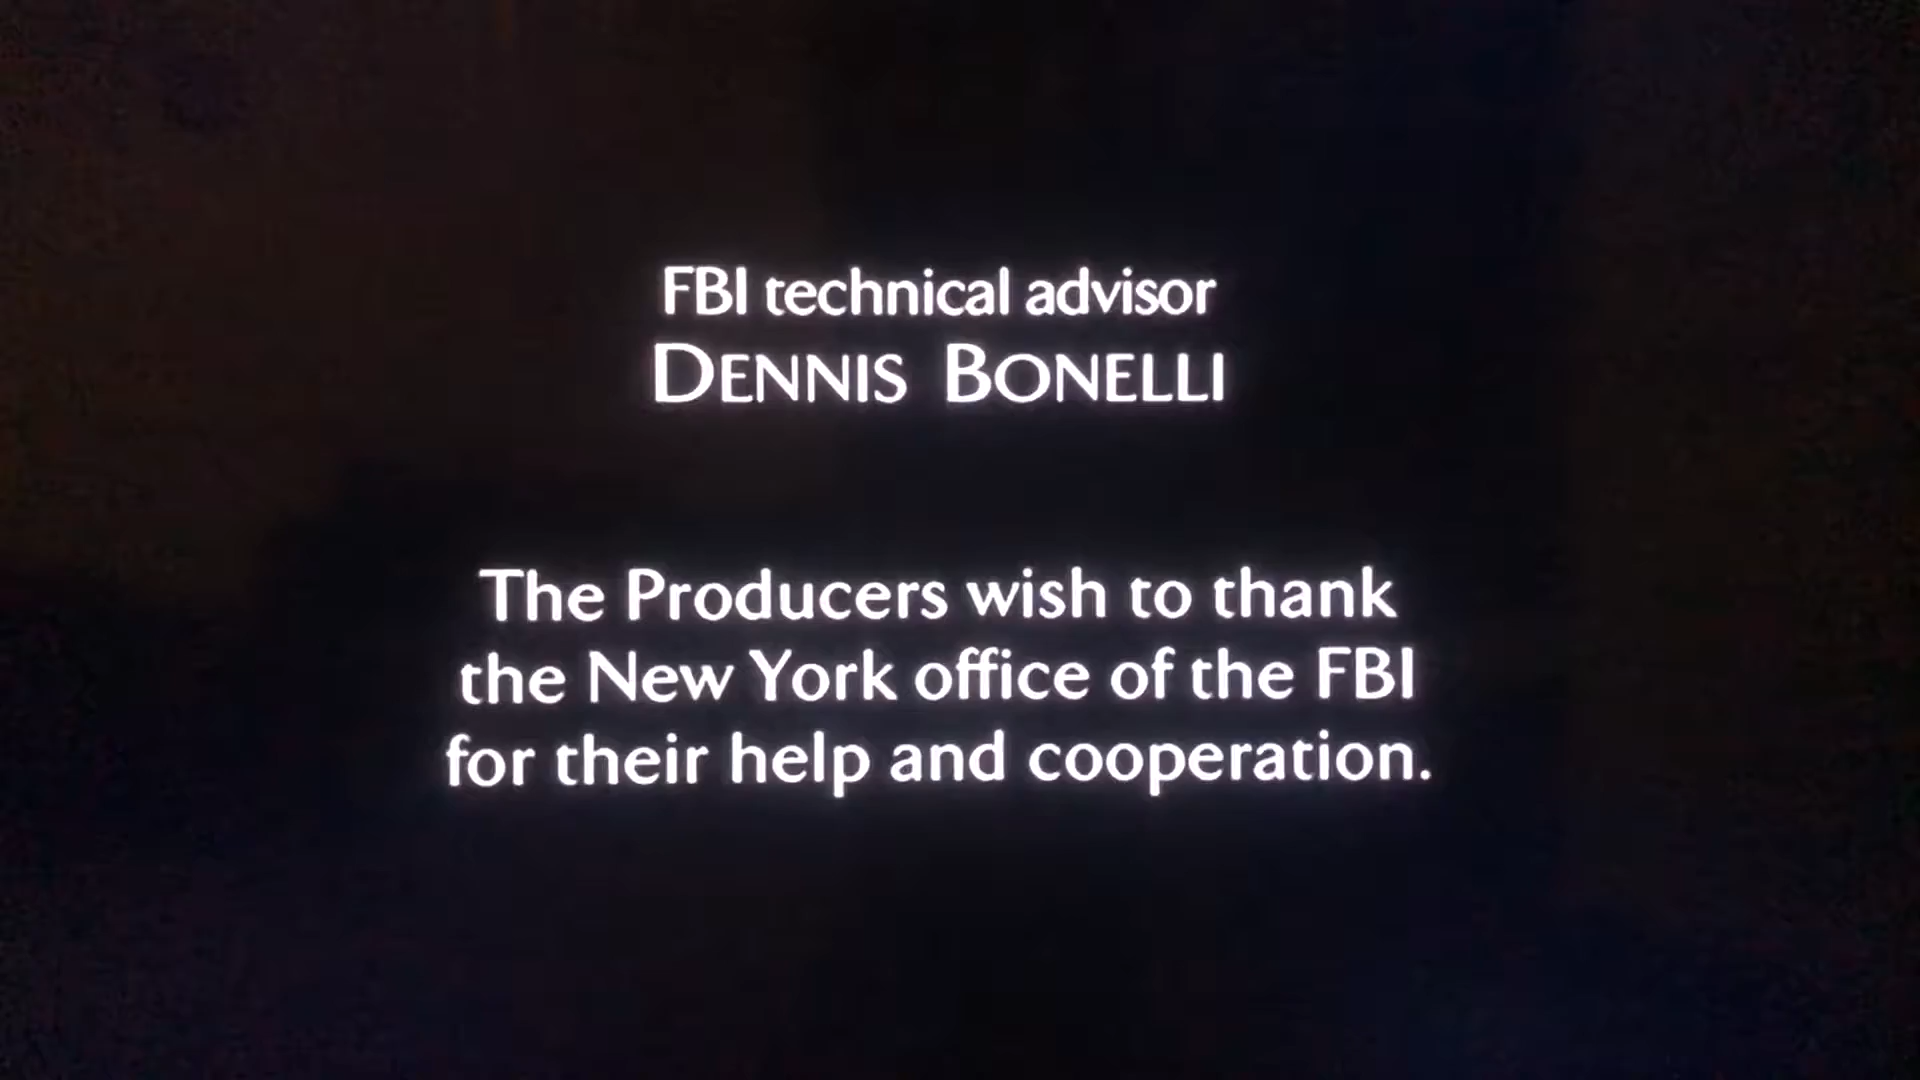 FBI technical advisor
DENNIS BONELLI
The Producers wish to thank
the New York office of the FBI
for their help and cooperation.